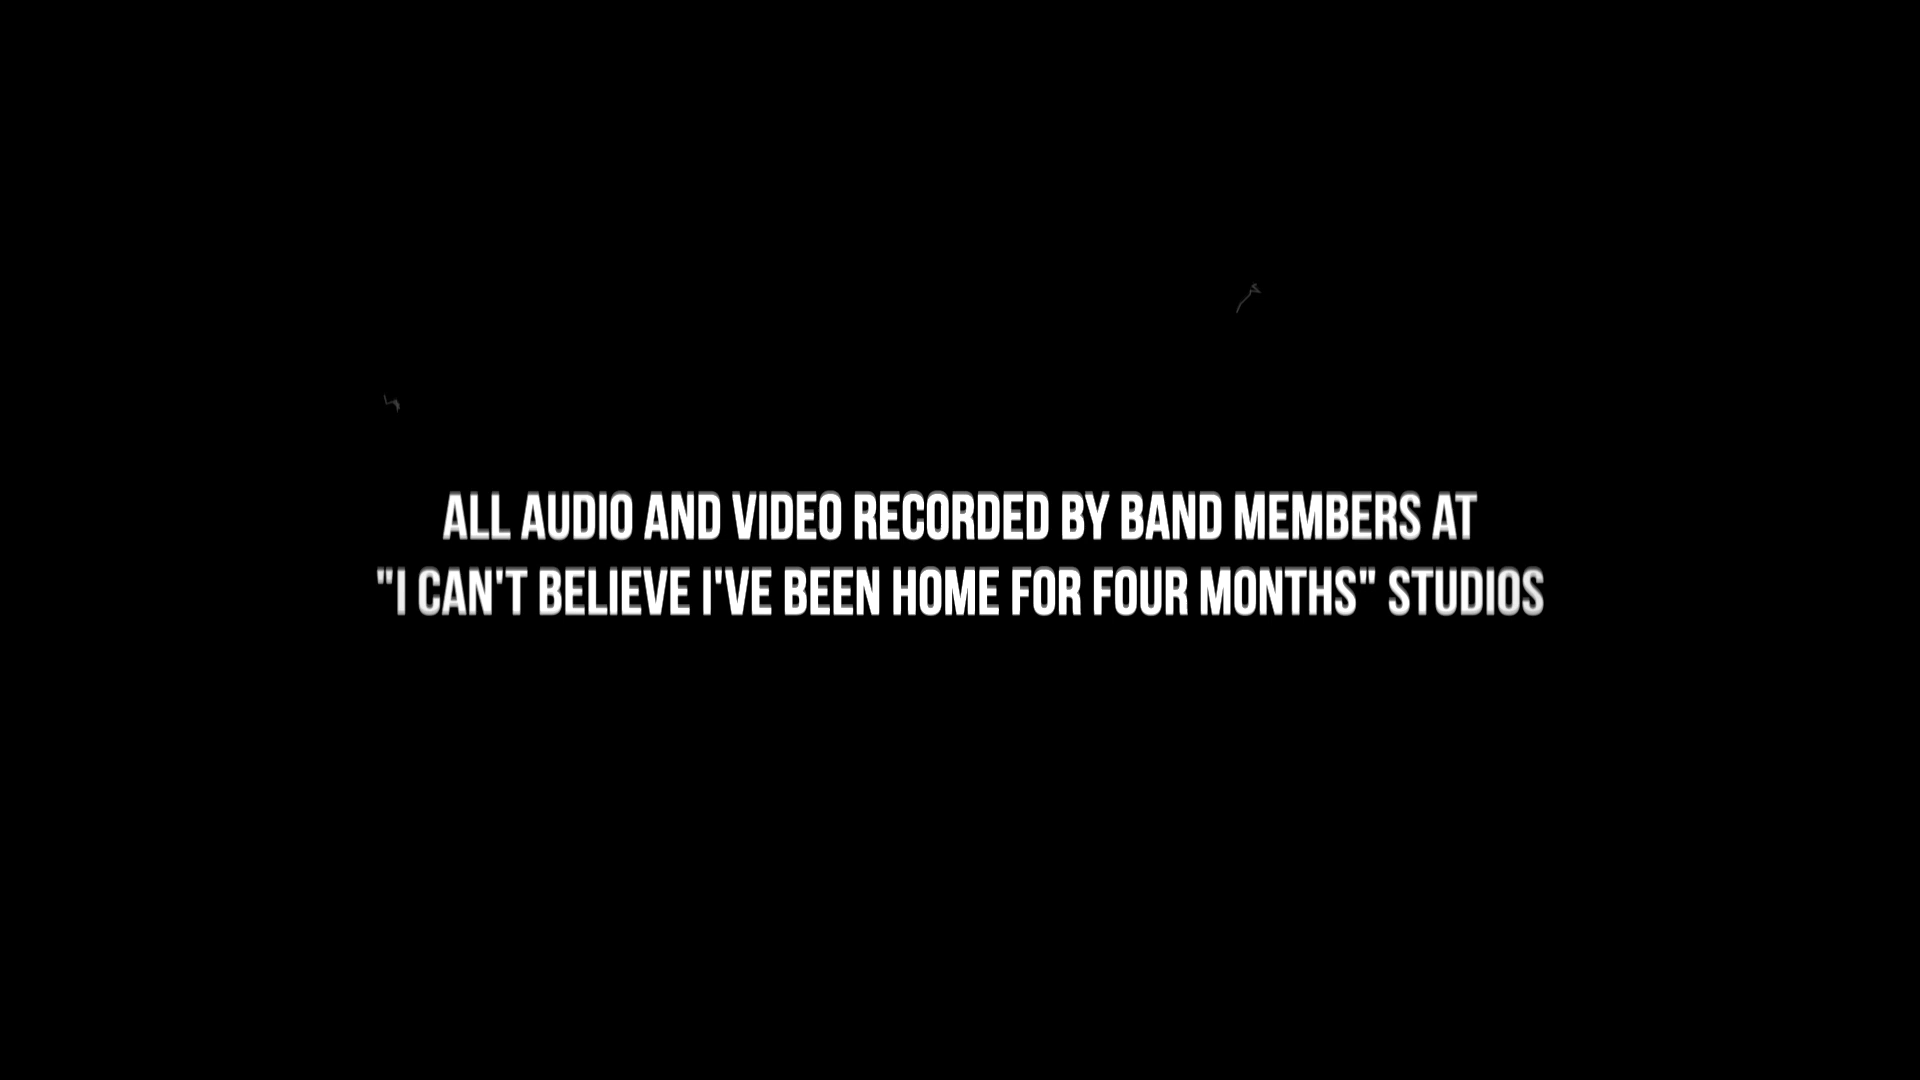 ALL AUDIO AND VIDEO RECORDED BY BAND MEMBERS AT
"I CAN'T BELIEVE I'VE BEEN HOME FOR FOUR MONTHS" STUDIOS